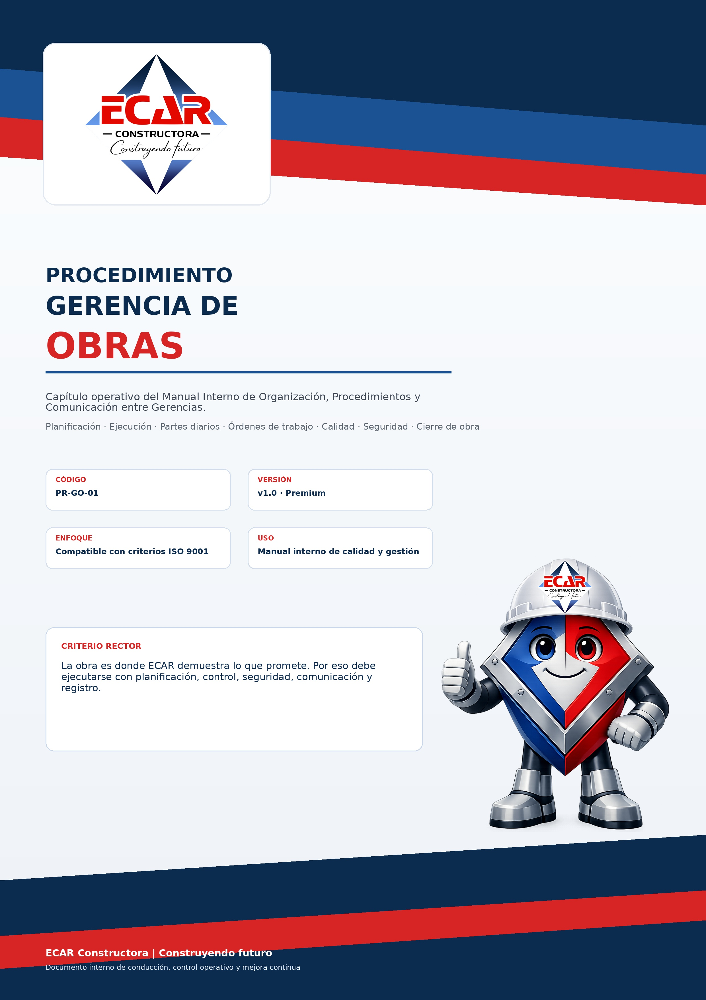 ECAR
CONSTRUCTORA
Construyendo futuro
PROCEDIMIENTO
GERENCIA DE
OBRAS
Capítulo operativo del Manual Interno de Organización, Procedimientos y
Comunicación entre Gerencias.
Planificación · Ejecución · Partes diarios · Órdenes de trabajo · Calidad · Seguridad · Cierre de obra
CÓDIGO
PR-GO-01
VERSIÓN
v1.0 · Premium
ENFOQUE
Compatible con criterios ISO 9001
USO
Manual interno de calidad y gestión
ECAR
CONSTRUCTORA
Construyendo futuro
CRITERIO RECTOR
La obra es donde ECAR demuestra lo que promete. Por eso debe
ejecutarse con planificación, control, seguridad, comunicación y
registro.
ECAR Constructora | Construyendo futuro
Documento interno de conducción, control operativo y mejora continua